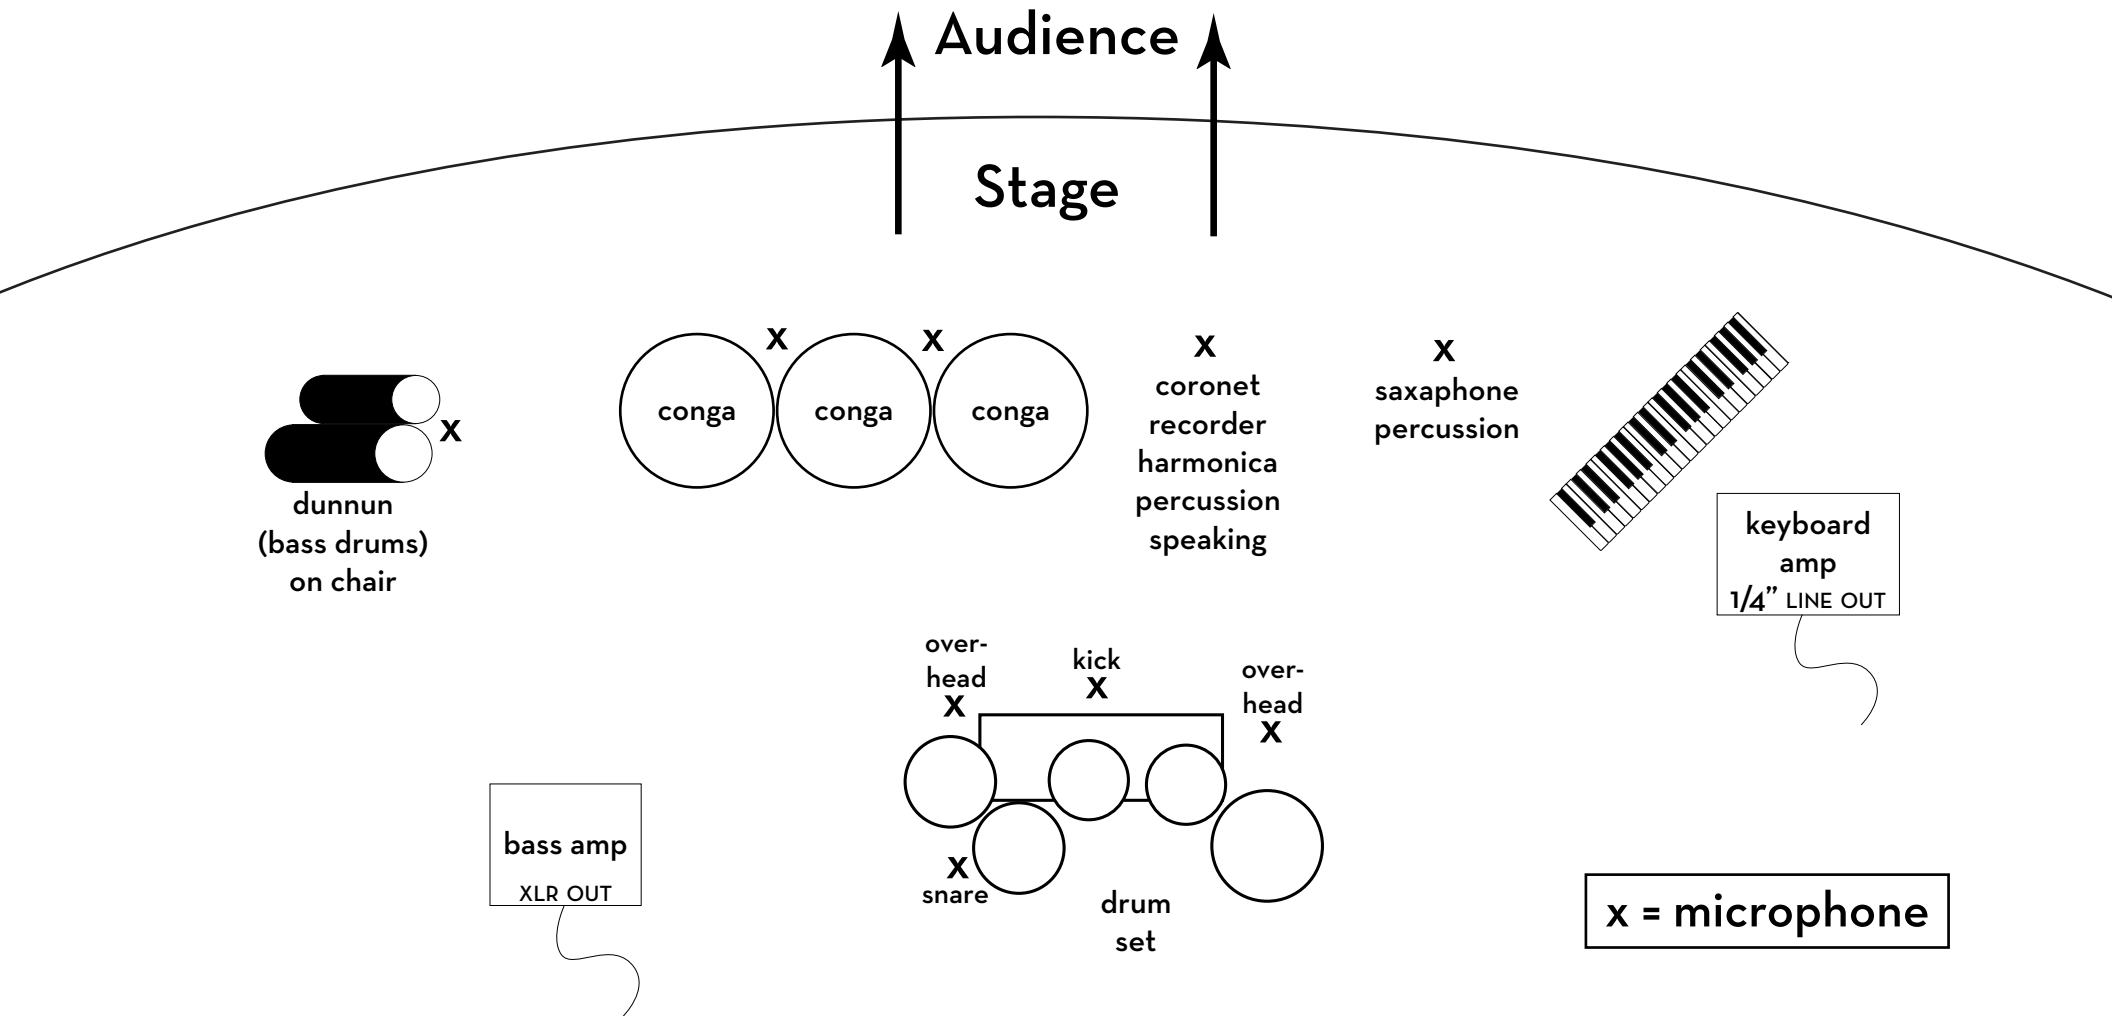 Audience
Stage
x
x
conga
conga
conga
x
dunnun
(bass drums)
on chair
x
coronet
recorder
harmonica
percussion
speaking
x
saxaphone
percussion
keyboard
amp
1/4” LINE OUT
over-
head
x
kick
x
over-
head
x
x
snare
drum
set
bass amp
XLR OUT
x = microphone